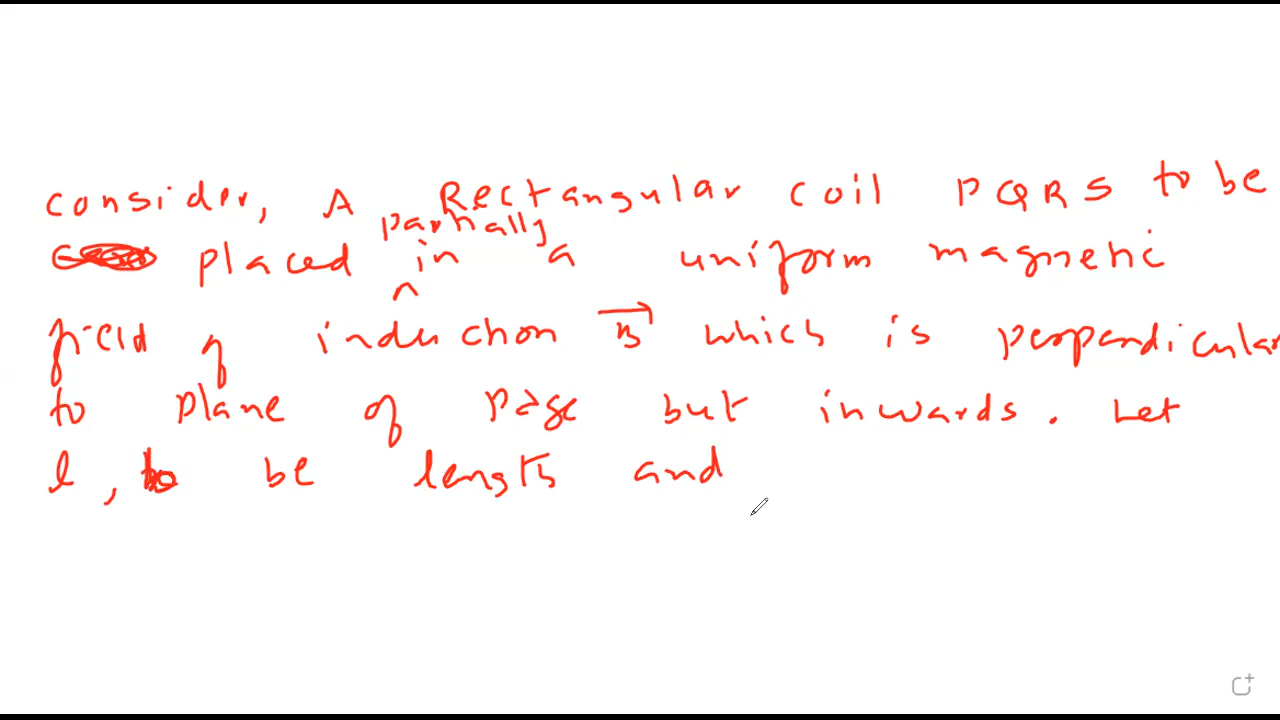 consider, A Rectangular coil PQRS to be
placed partially in a uniform magnetic
field of induction B which is perpendicular
to plane of page but inwards. Let
l, b be length and